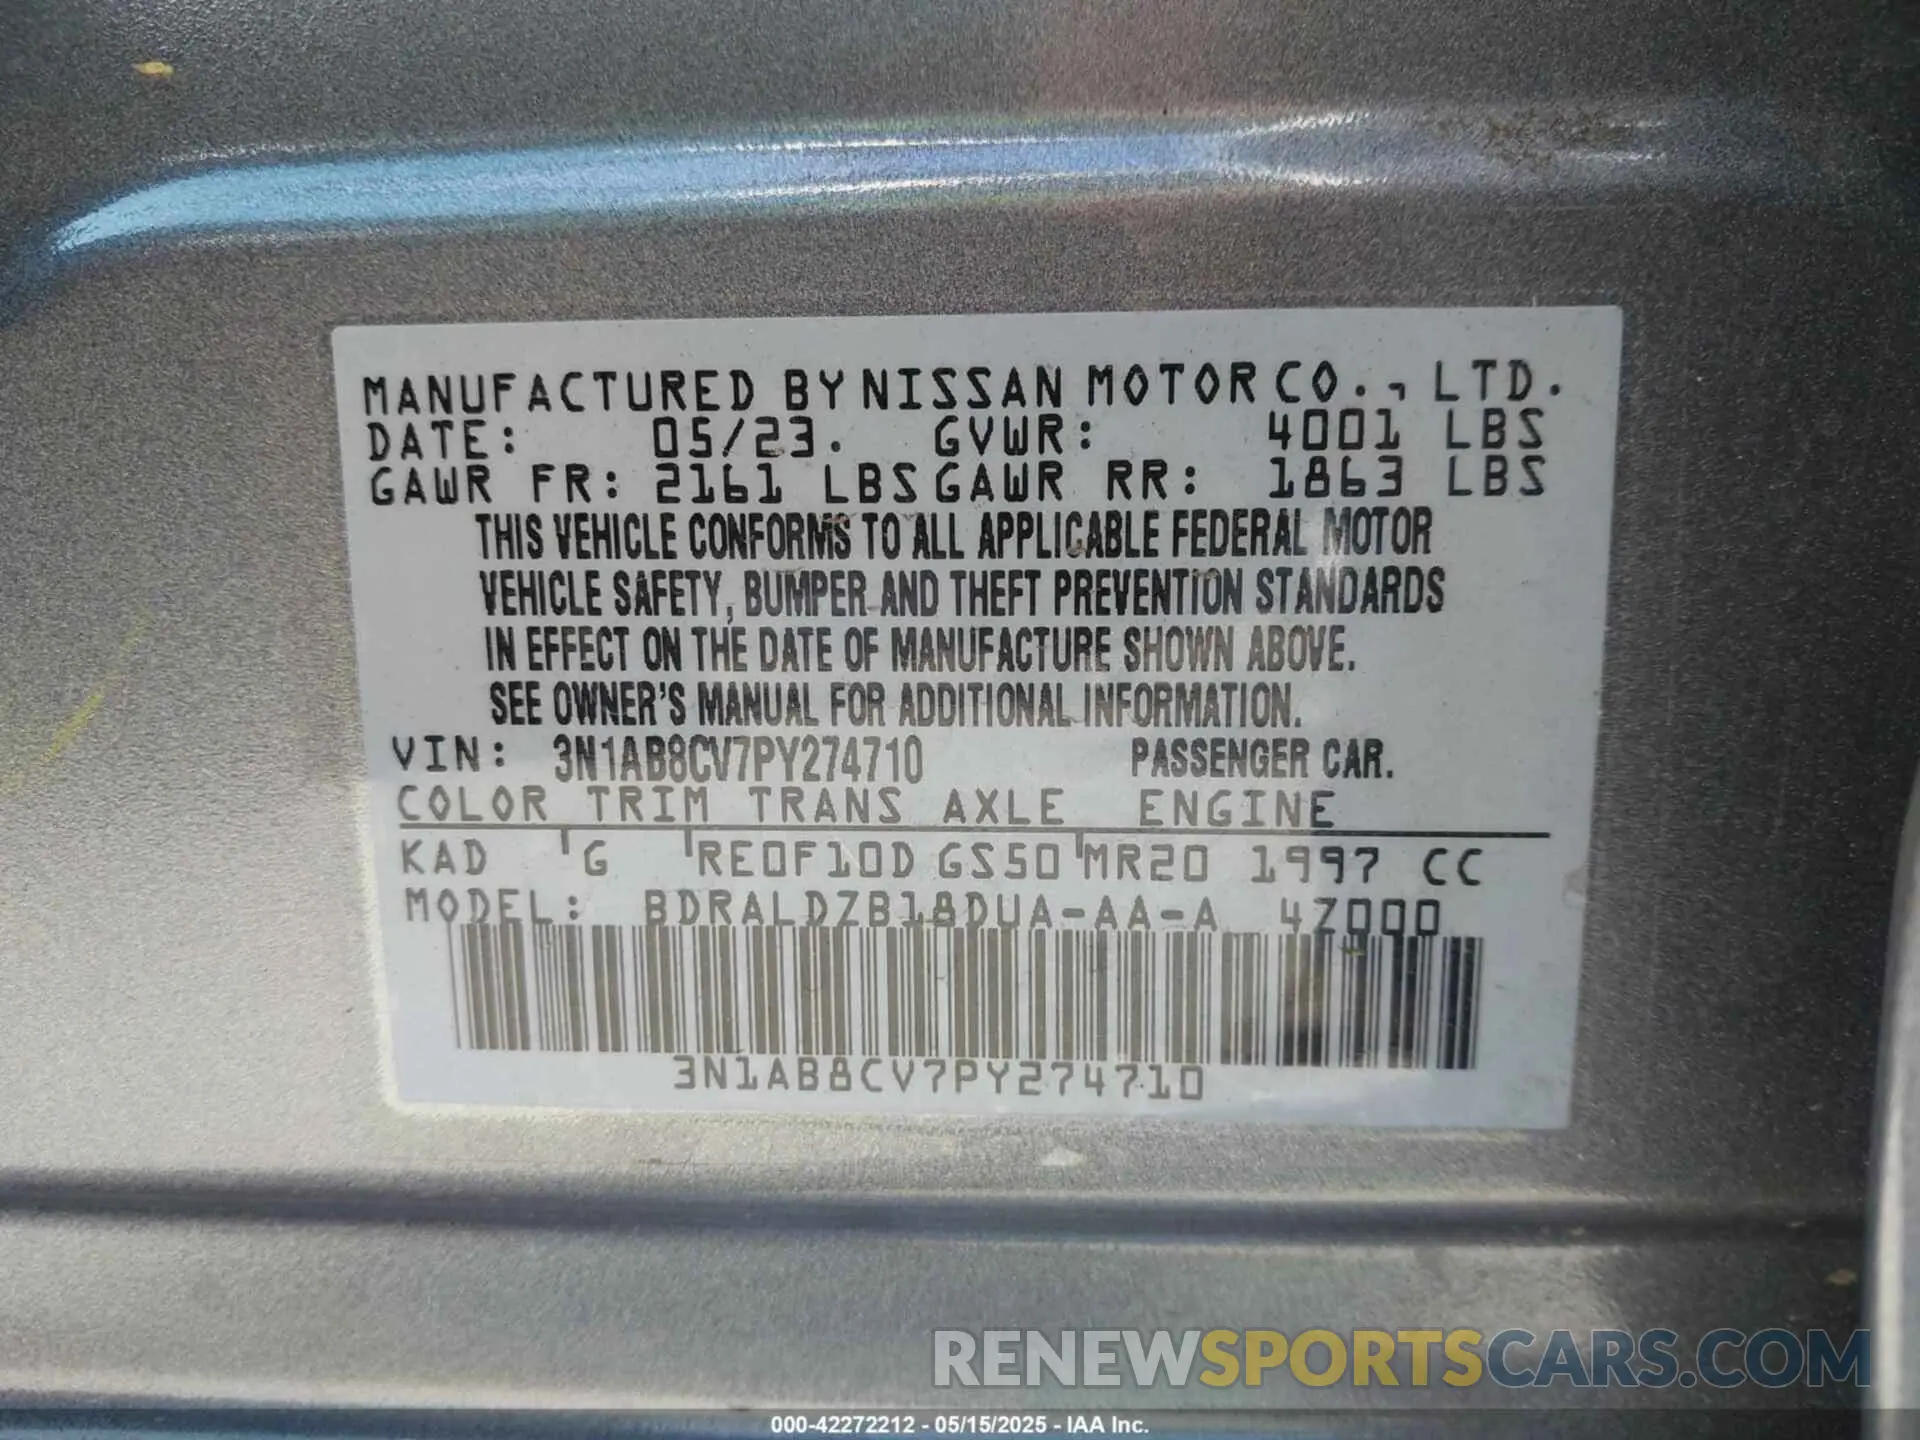 MANUFACTURED BY NISSAN MOTOR CO., LTD.
DATE: 05/23. GVWR: 4001 LBS
GAWR FR: 2161 LBS GAWR RR: 1863 LBS
THIS VEHICLE CONFORMS TO ALL APPLICABLE FEDERAL MOTOR
VEHICLE SAFETY, BUMPER AND THEFT PREVENTION STANDARDS
IN EFFECT ON THE DATE OF MANUFACTURE SHOWN ABOVE.
SEE OWNER'S MANUAL FOR ADDITIONAL INFORMATION.
VIN: 3N1AB8CV7PY274710 PASSENGER CAR.
COLOR TRIM TRANS AXLE ENGINE
KAD G RE0F10D GS50 MR20 1997 CC
MODEL: BDRALDZB18DUA-AA-A 4Z000
3N1AB8CV7PY274710
RENEWSPORTSCARS.COM
000-42272212 - 05/15/2025 - IAA Inc.